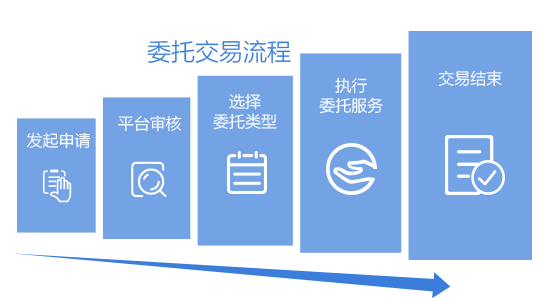 委托交易流程
发起申请
平台审核
选择
委托类型
执行
委托服务
交易结束